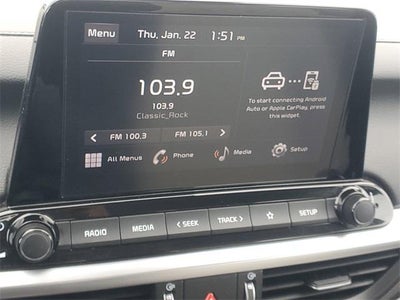 Menu Thu, Jan. 22 1:51 PM
FM
103.9
103.9
Classic_Rock
To start connecting Android
Auto or Apple CarPlay, press
this widget.
< FM 100.3 FM 105.1 >
All Menus Phone Media Setup
RADIO MEDIA < SEEK TRACK > SETUP